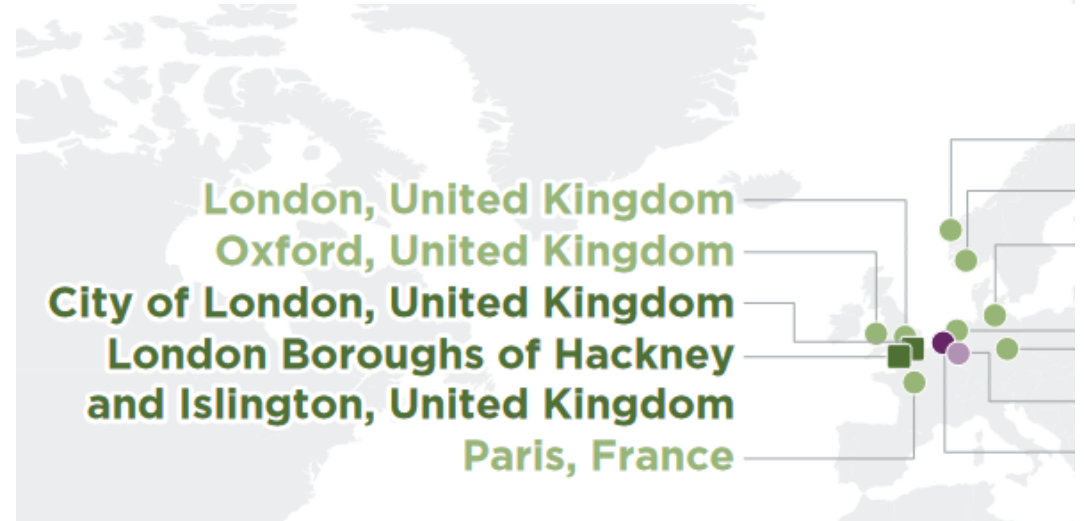 London, United Kingdom
Oxford, United Kingdom
City of London, United Kingdom
London Boroughs of Hackney
and Islington, United Kingdom
Paris, France